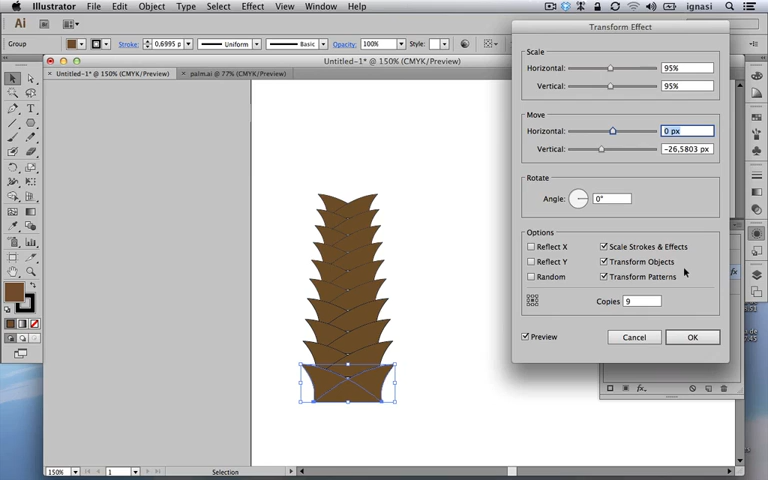 Illustrator File Edit Object Type Select Effect View Window Help ignasi
Ai
Group Stroke: 0,6995 p Uniform Basic Opacity: 100% Style:
Untitled-1* @ 150% (CMYK/Preview)
× Untitled-1* @ 150% (CMYK/Preview) × palm.ai @ 77% (CMYK/Preview)
Transform Effect
Scale
Horizontal: 95%
Vertical: 95%
Move
Horizontal: 0 px
Vertical: -26,5803 px
Rotate
Angle: 0°
Options
Reflect X Scale Strokes & Effects
Reflect Y Transform Objects
Random Transform Patterns
Copies 9
Preview Cancel OK
fx
fx.
150% 1 Selection